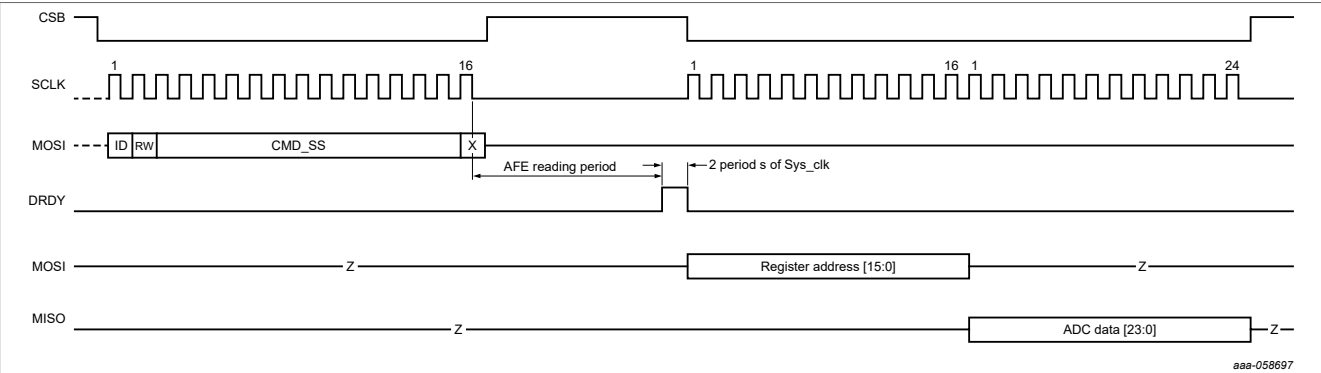 CSB
1 16 1 16 1 24
SCLK
MOSI ID RW CMD_SS X
AFE reading period 2 period s of Sys_clk
DRDY
MOSI Z Register address [15:0] Z
MISO Z ADC data [23:0] Z
aaa-058697